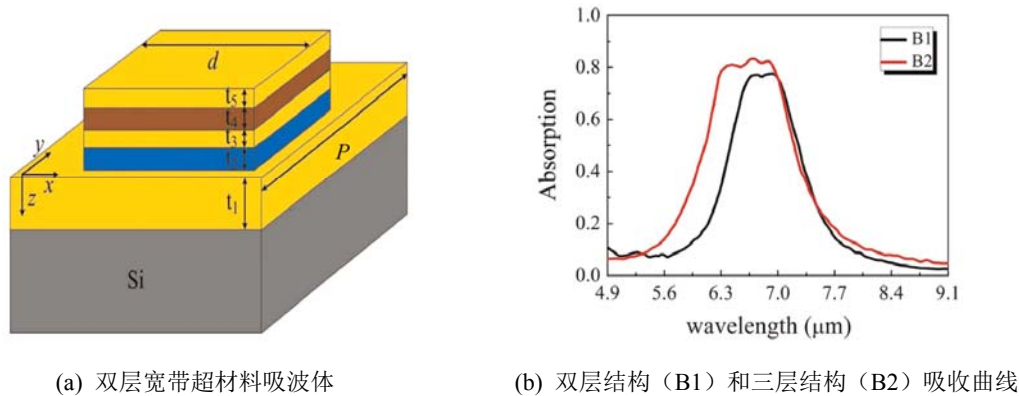 d
t5
t4
t3
P
y
x
z
t1
Si
(a) 双层宽带超材料吸波体
1.0
0.8
0.6
0.4
0.2
0.0
Absorption
B1
B2
4.9 5.6 6.3 7.0 7.7 8.4 9.1
wavelength (μm)
(b) 双层结构（B1）和三层结构（B2）吸收曲线